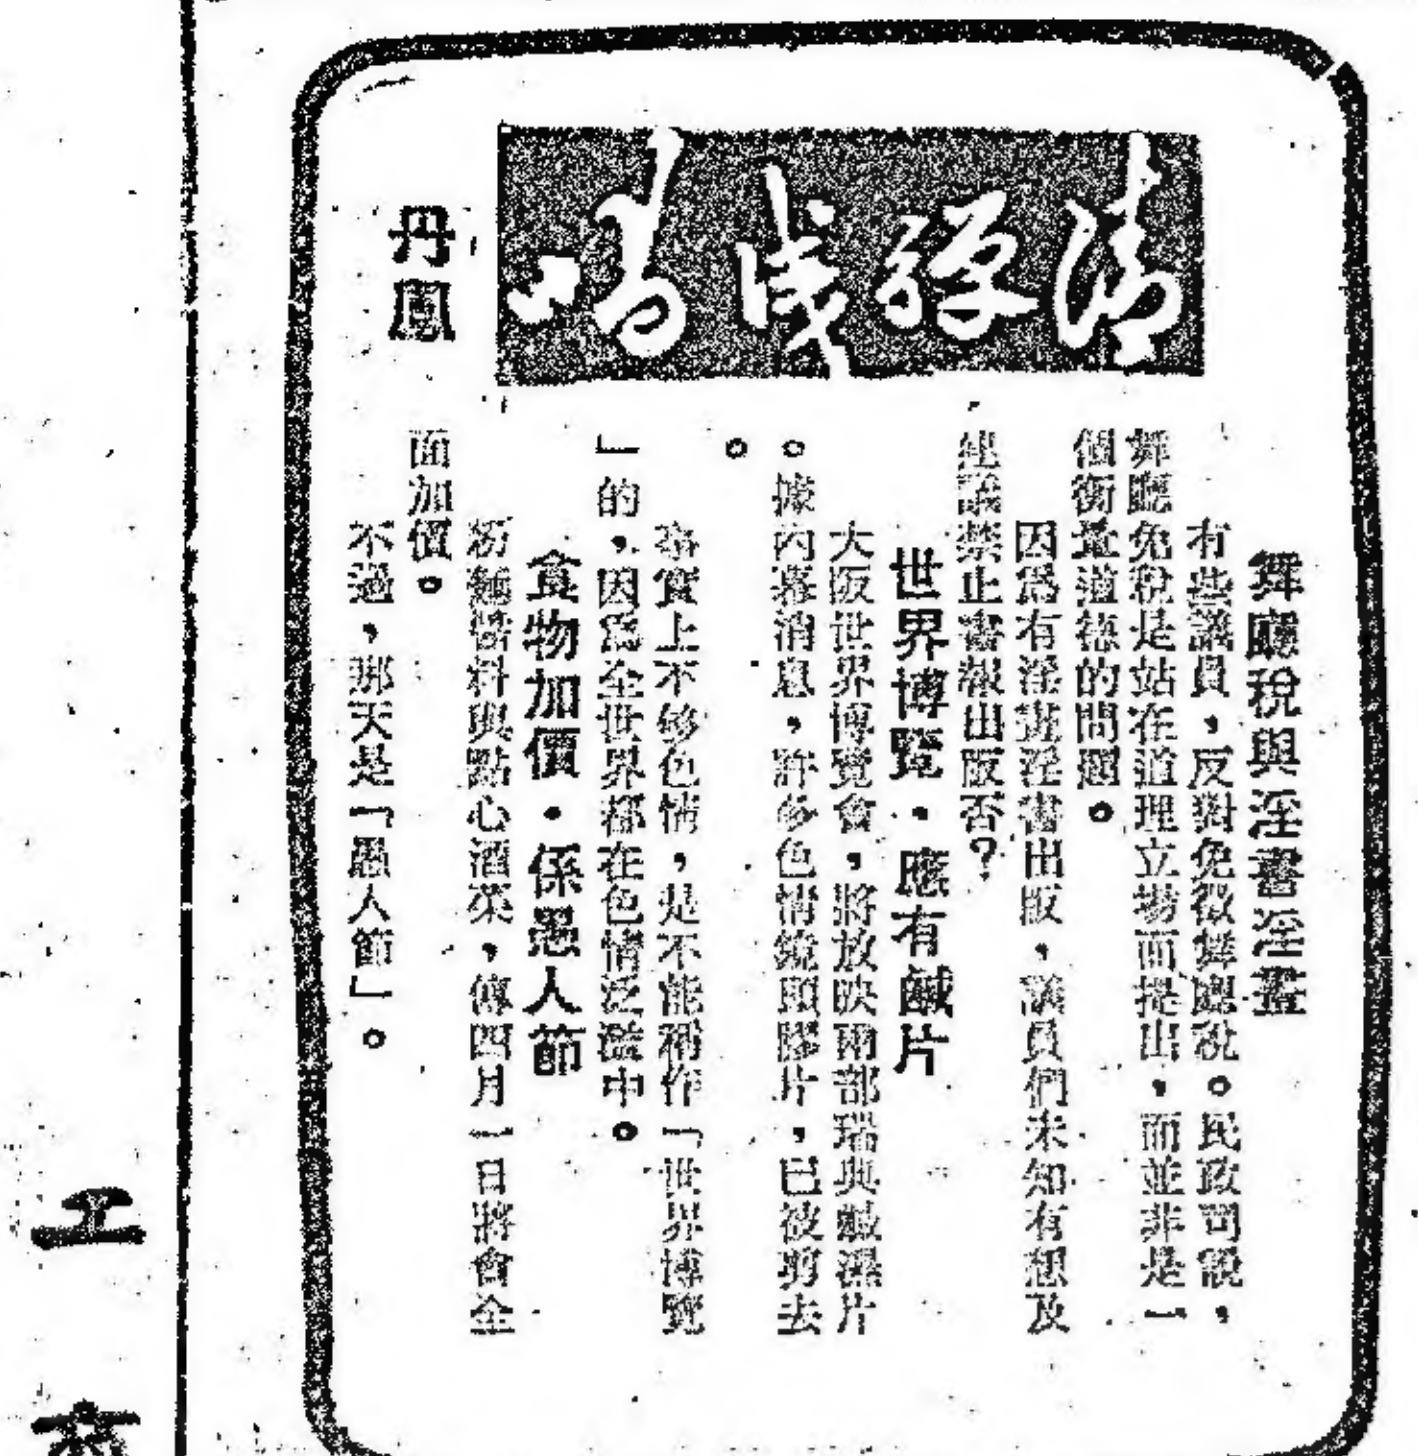 丹鳳
舞廳稅與淫書淫畫
有些議員，反對免徵舞廳稅。民政司說，
舞廳免稅是站在道理立場而提出，而並非是一
個衡量道德的問題。
因爲有淫畫淫書出版，議員們未知有想及
建議禁止書報出版否？
世界博覽．應有鹹片
大阪世界博覽會，將放映兩部瑞典鹹濕片
。據內幕消息，許多色情鏡頭膠片，已被剪去
。
事實上不够色情，是不能稱作「世界博覽
」的，因爲全世界都在色情泛濫中。
食物加價．係愚人節
粉麵醬料與點心酒菜，傳四月一日將會全
面加價。
不過，那天是「愚人節」。
工